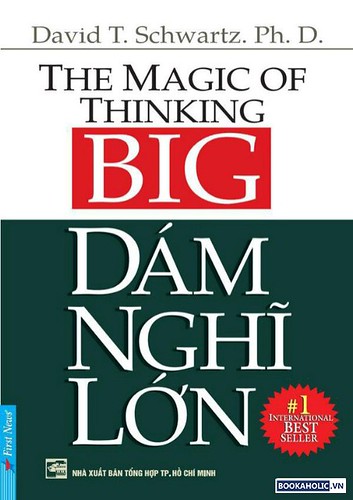 David T. Schwartz. Ph. D.
THE MAGIC OF
THINKING
BIG
DÁM
NGHĨ
LỚN
#1
INTERNATIONAL
BEST
SELLER
First News
NHÀ XUẤT BẢN TỔNG HỢP TP. HỒ CHÍ MINH
BOOKAHOLIC.VN